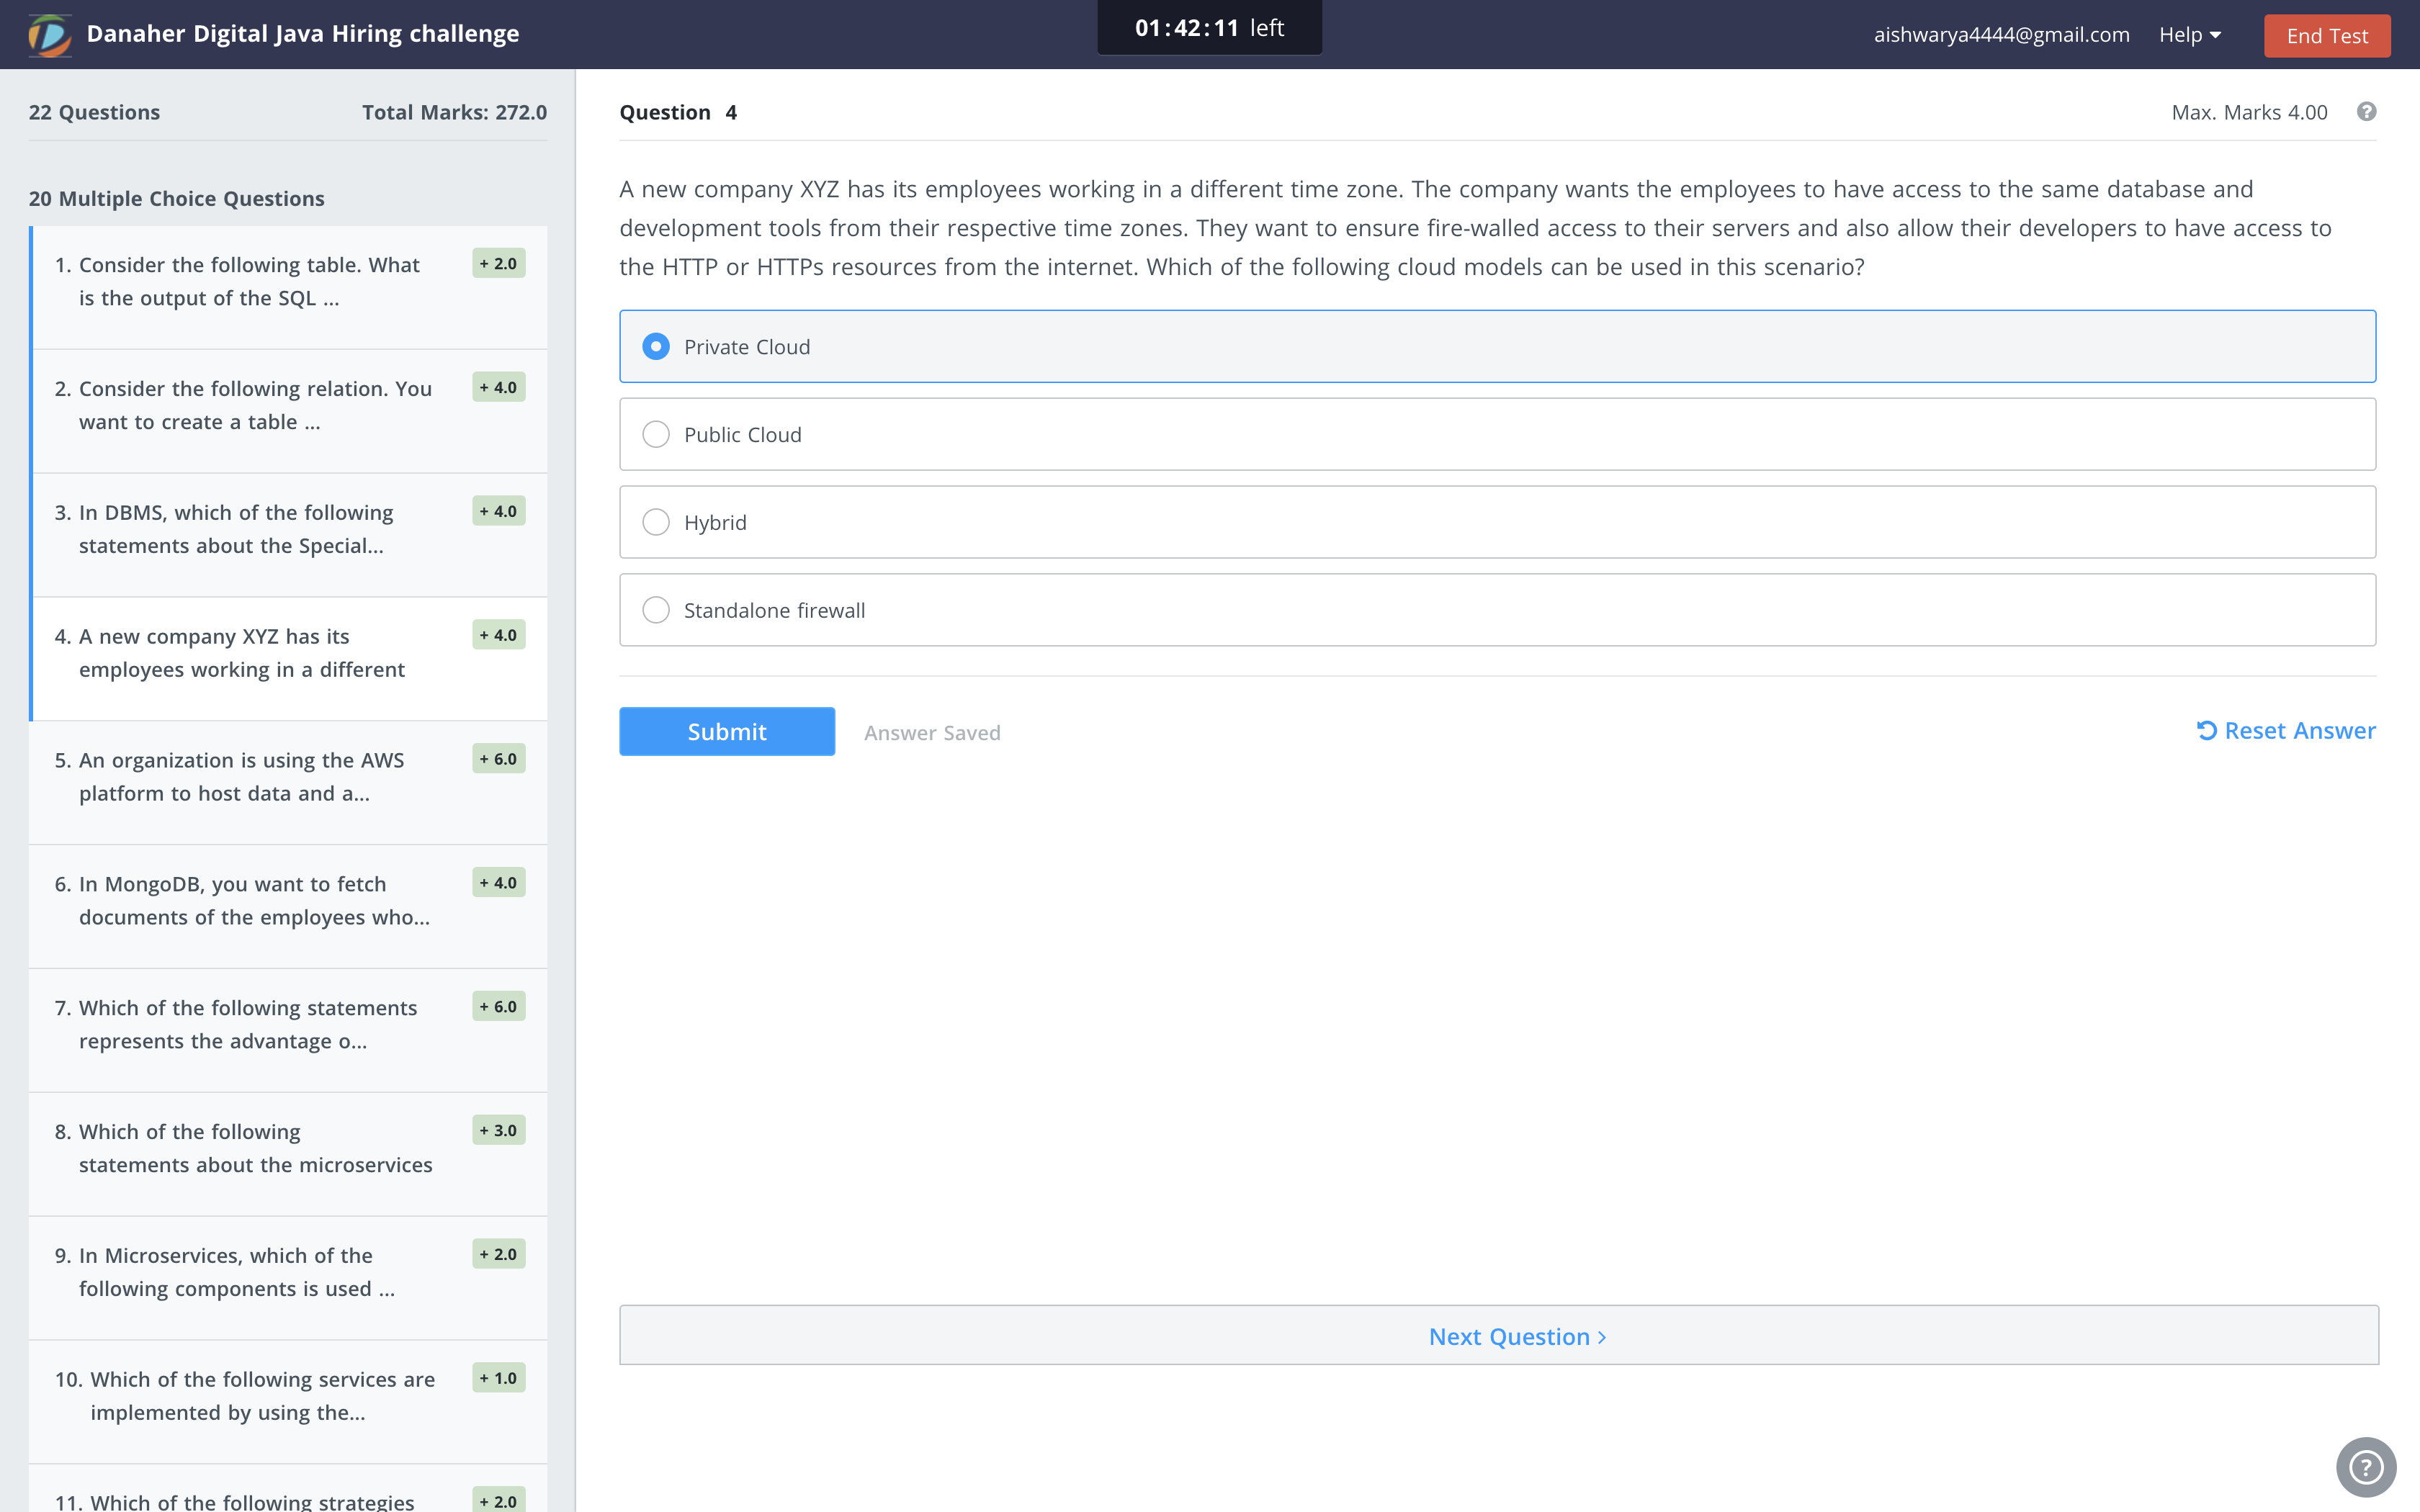 Danaher Digital Java Hiring challenge
01:42:11 left
aishwarya4444@gmail.com
Help
End Test
22 Questions
Total Marks: 272.0
20 Multiple Choice Questions
1. Consider the following table. What
is the output of the SQL ...
+ 2.0
2. Consider the following relation. You
want to create a table ...
+ 4.0
3. In DBMS, which of the following
statements about the Special...
+ 4.0
4. A new company XYZ has its
employees working in a different
+ 4.0
5. An organization is using the AWS
platform to host data and a...
+ 6.0
6. In MongoDB, you want to fetch
documents of the employees who...
+ 4.0
7. Which of the following statements
represents the advantage o...
+ 6.0
8. Which of the following
statements about the microservices
+ 3.0
9. In Microservices, which of the
following components is used ...
+ 2.0
10. Which of the following services are
implemented by using the...
+ 1.0
11. Which of the following strategies
+ 2.0
Question 4
Max. Marks 4.00
?
A new company XYZ has its employees working in a different time zone. The company wants the employees to have access to the same database and
development tools from their respective time zones. They want to ensure fire-walled access to their servers and also allow their developers to have access to
the HTTP or HTTPs resources from the internet. Which of the following cloud models can be used in this scenario?
Private Cloud
Public Cloud
Hybrid
Standalone firewall
Submit
Answer Saved
Reset Answer
Next Question >
?